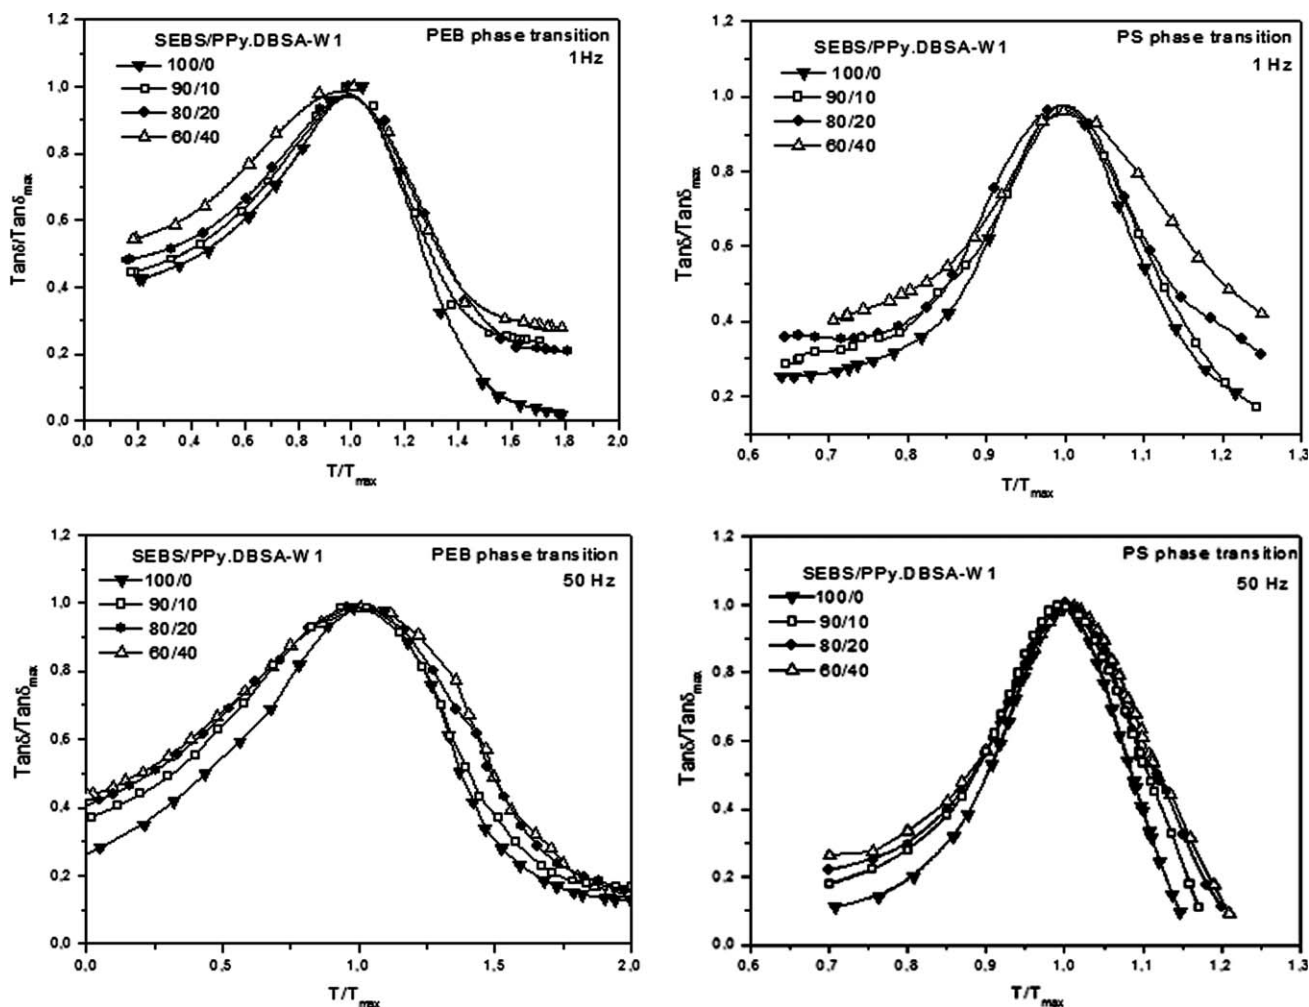 1,2
1,0
0,8
0,6
0,4
0,2
0,0
Tanδ/Tanδmax
SEBS/PPy.DBSA-W1
100/0
90/10
80/20
60/40
PEB phase transition
1Hz
0,0 0,2 0,4 0,6 0,8 1,0 1,2 1,4 1,6 1,8 2,0
T/Tmax
1,2
1,0
0,8
0,6
0,4
0,2
Tanδ/Tanδmax
SEBS/PPy.DBSA-W1
100/0
90/10
80/20
60/40
PS phase transition
1 Hz
0,6 0,7 0,8 0,9 1,0 1,1 1,2 1,3
T/Tmax
1,2
1,0
0,8
0,6
0,4
0,2
0,0
Tanδ/Tanδmax
SEBS/PPy.DBSA-W1
100/0
90/10
80/20
60/40
PEB phase transition
50 Hz
0,0 0,5 1,0 1,5 2,0
T/Tmax
1,2
1,0
0,8
0,6
0,4
0,2
0,0
Tanδ/Tanδmax
SEBS/PPy.DBSA-W1
100/0
90/10
80/20
60/40
PS phase transition
50 Hz
0,6 0,7 0,8 0,9 1,0 1,1 1,2 1,3
T/Tmax